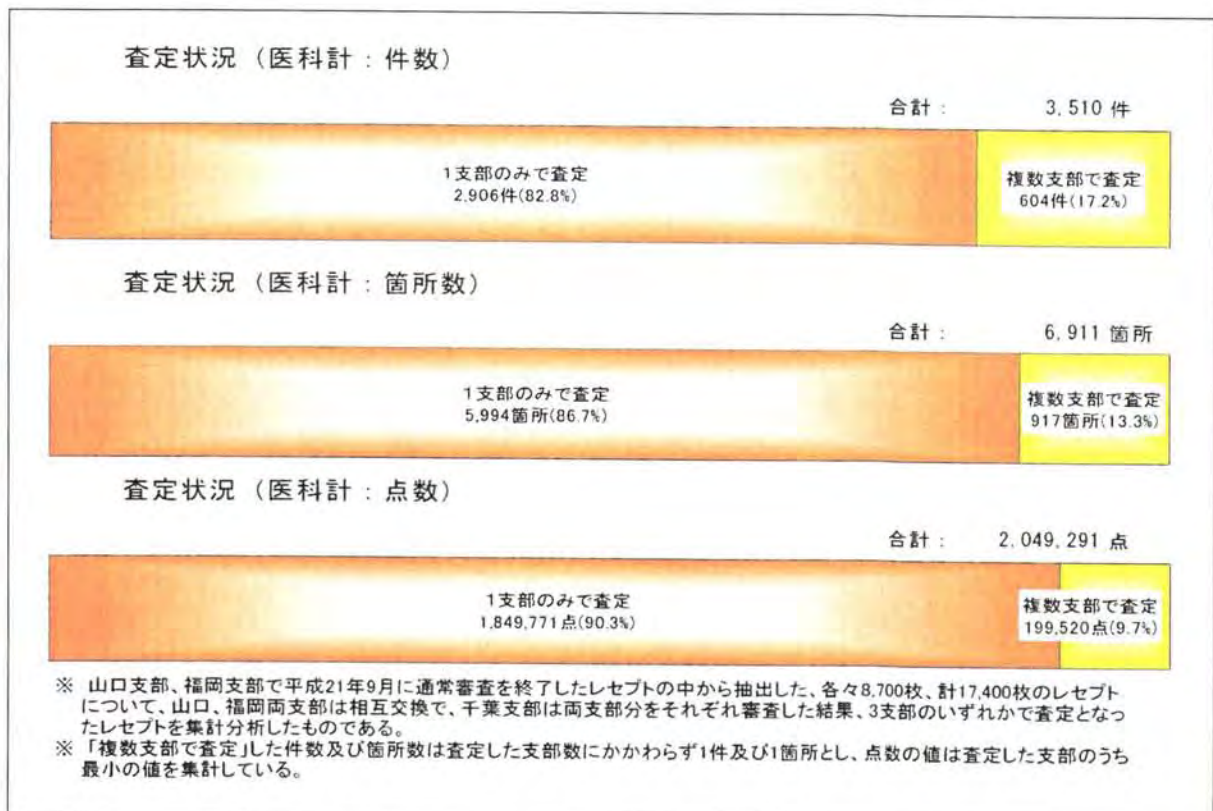 査定状況（医科計：件数）
合計： 3,510 件
1支部のみで査定
2,906件(82.8%)
複数支部で査定
604件(17.2%)
査定状況（医科計：箇所数）
合計： 6,911 箇所
1支部のみで査定
5,994箇所(86.7%)
複数支部で査定
917箇所(13.3%)
査定状況（医科計：点数）
合計： 2,049,291 点
1支部のみで査定
1,849,771点(90.3%)
複数支部で査定
199,520点(9.7%)
※ 山口支部、福岡支部で平成21年9月に通常審査を終了したレセプトの中から抽出した、各々8,700枚、計17,400枚のレセプト
について、山口、福岡両支部は相互交換で、千葉支部は両支部分をそれぞれ審査した結果、3支部のいずれかで査定となっ
たレセプトを集計分析したものである。
※ 「複数支部で査定」した件数及び箇所数は査定した支部数にかかわらず1件及び1箇所とし、点数の値は査定した支部のうち
最小の値を集計している。